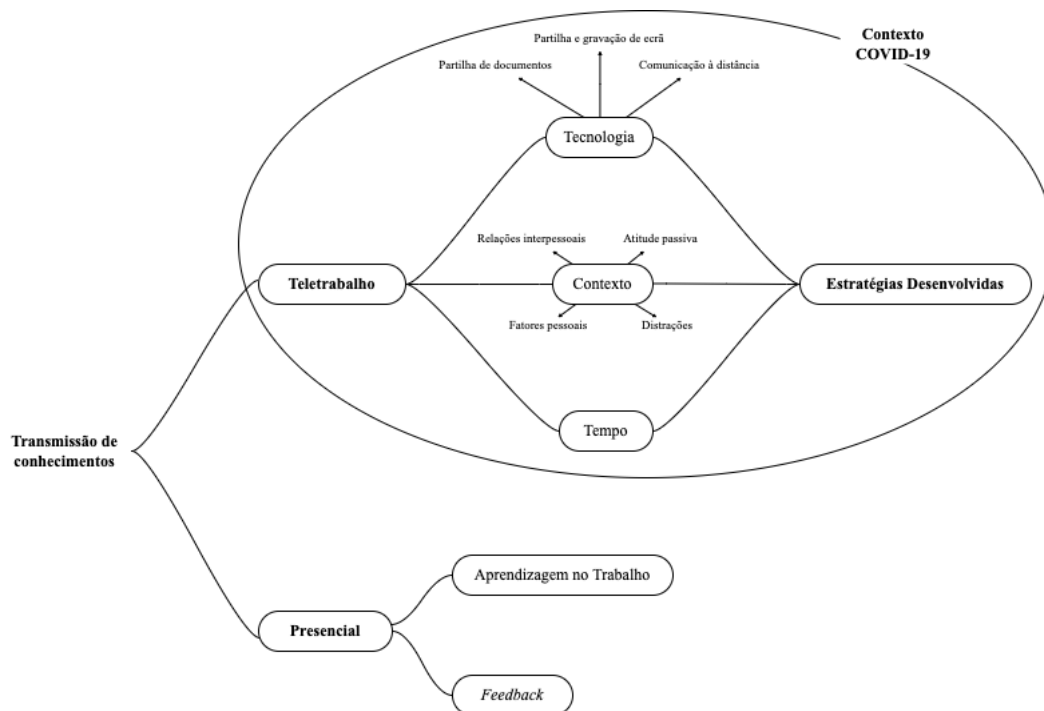 Contexto
COVID-19
Partilha e gravação de ecrã
Partilha de documentos
Comunicação à distância
Tecnologia
Relações interpessoais
Atitude passiva
Teletrabalho
Contexto
Estratégias Desenvolvidas
Fatores pessoais
Distrações
Tempo
Transmissão de
conhecimentos
Aprendizagem no Trabalho
Presencial
Feedback